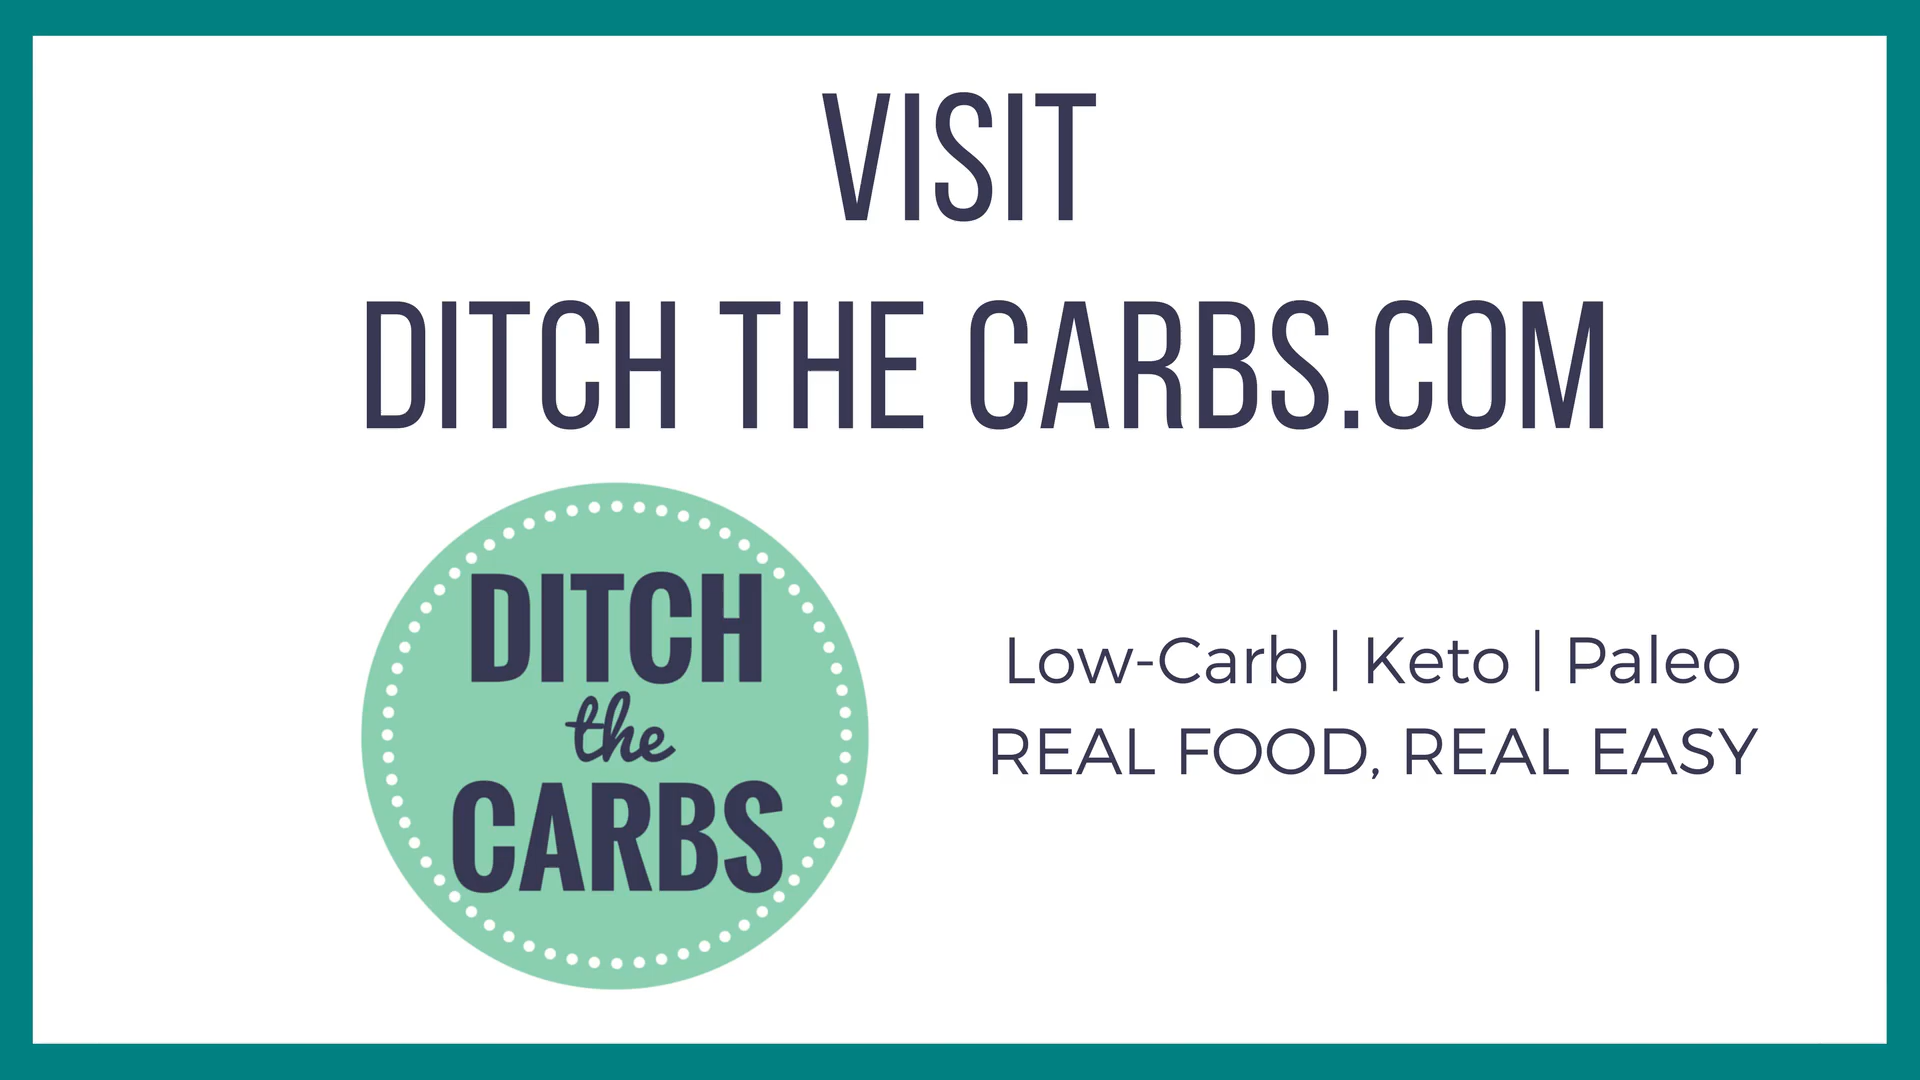 VISIT
DITCH THE CARBS.COM
DITCH
the
CARBS
Low-Carb | Keto | Paleo
REAL FOOD, REAL EASY